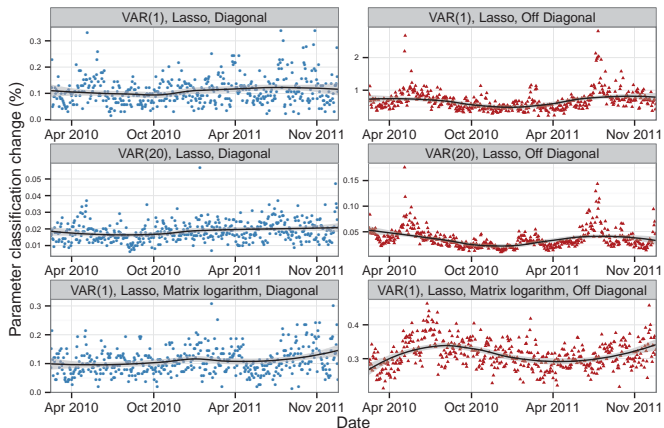 VAR(1), Lasso, Diagonal
VAR(1), Lasso, Off Diagonal
0.3
0.2
0.1
0.0
2
1
Apr 2010 Oct 2010 Apr 2011 Nov 2011
Apr 2010 Oct 2010 Apr 2011 Nov 2011
VAR(20), Lasso, Diagonal
VAR(20), Lasso, Off Diagonal
Parameter classification change (%)
0.05
0.04
0.03
0.02
0.01
0.15
0.10
0.05
Apr 2010 Oct 2010 Apr 2011 Nov 2011
Apr 2010 Oct 2010 Apr 2011 Nov 2011
VAR(1), Lasso, Matrix logarithm, Diagonal
VAR(1), Lasso, Matrix logarithm, Off Diagonal
0.3
0.2
0.1
0.0
0.4
0.3
Apr 2010 Oct 2010 Apr 2011 Nov 2011
Apr 2010 Oct 2010 Apr 2011 Nov 2011
Date